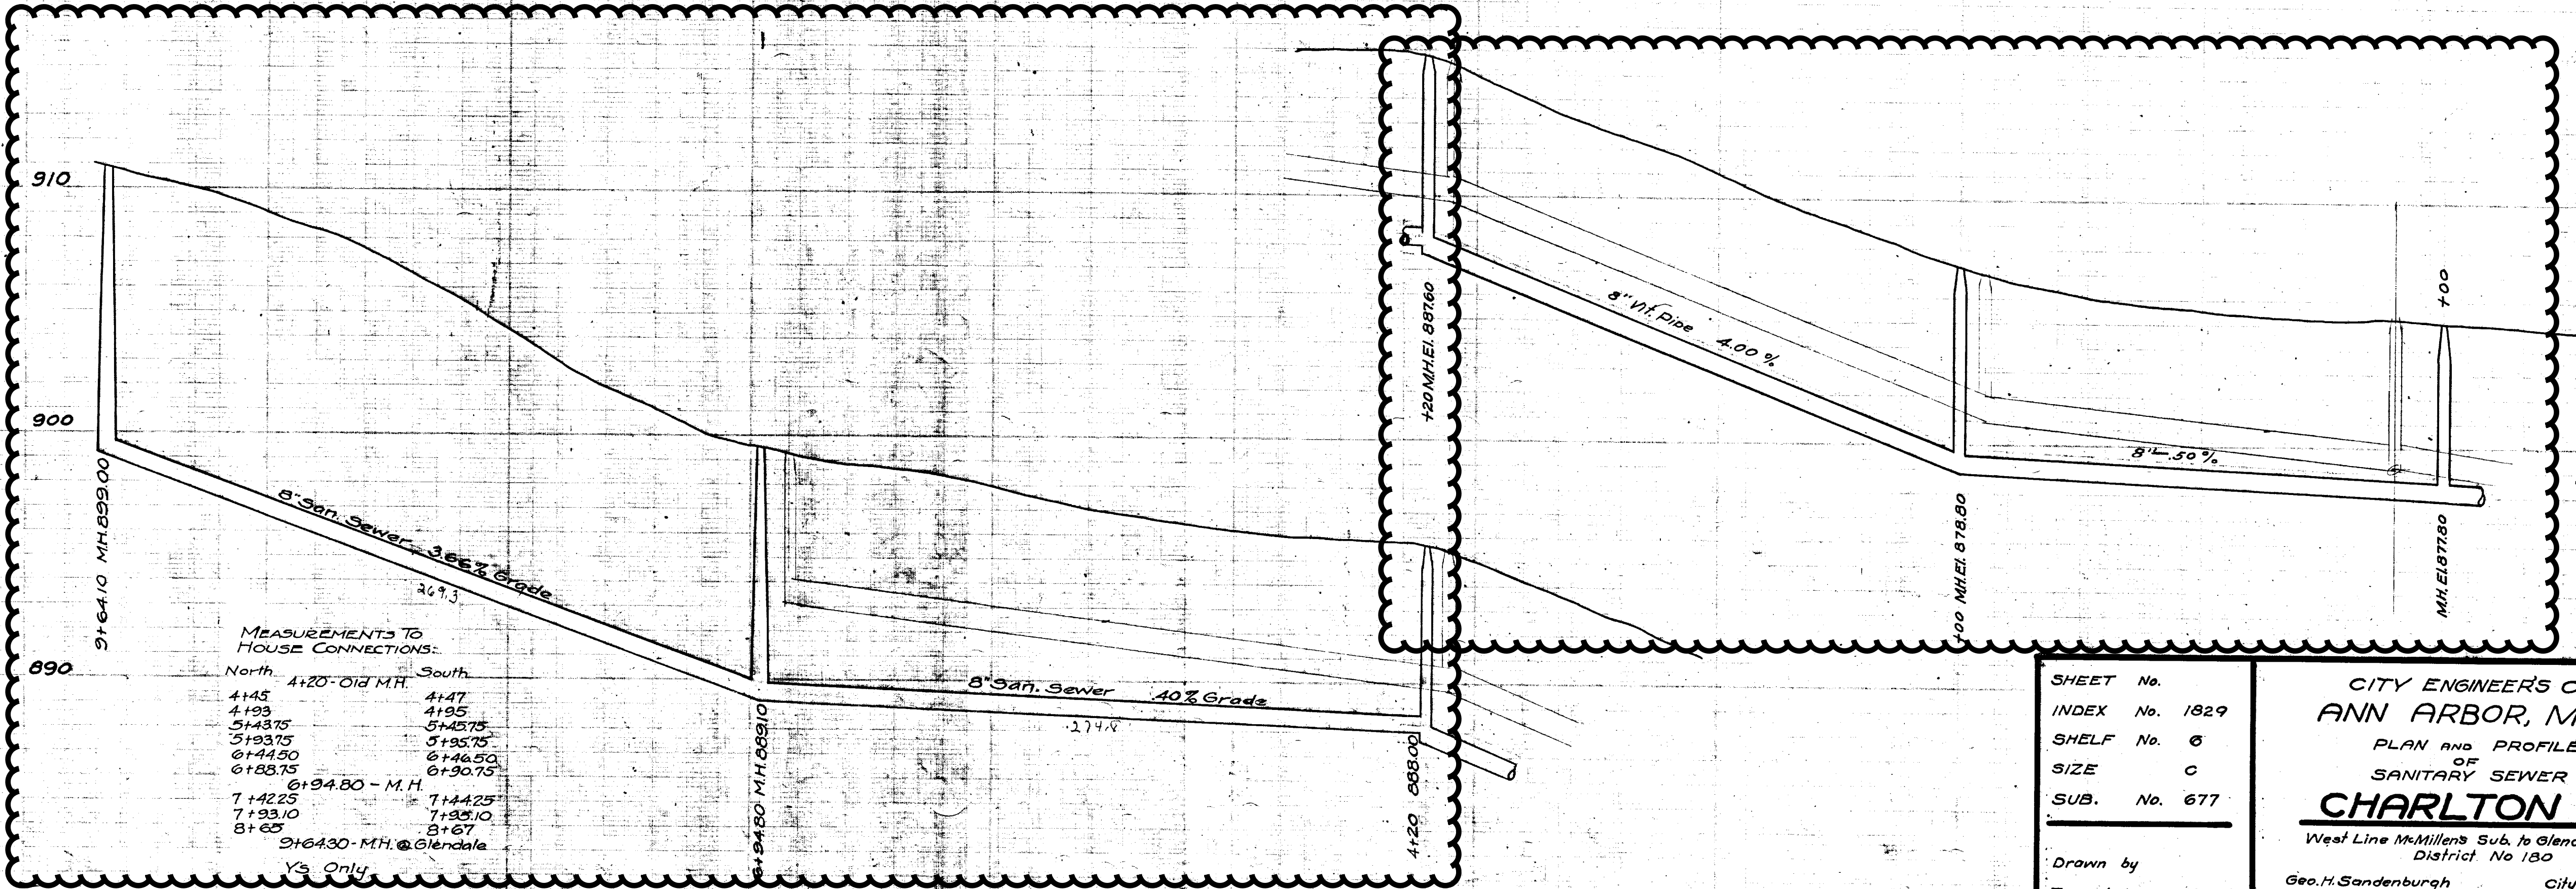 910
900
890
9+64.10 M.H. 899.00
8" San. Sewer 3.66% Grade
269.3
6+94.80 M.H. 889.10
8" San. Sewer .40% Grade
274.8
4+20 888.00
MEASUREMENTS TO
HOUSE CONNECTIONS:
North South
4+20 - Old M.H.
4+45 4+47
4+93 4+95
5+43.75 5+45.75
5+93.75 5+95.75
6+44.50 6+46.50
6+88.75 6+90.75
6+94.80 - M.H.
7+42.25 7+44.25
7+93.10 7+95.10
8+65 8+67
9+64.30 - M.H. @ Glendale
Ys Only
+20 M.H. El. 887.60
8" Vit. Pipe 4.00 %
+00 M.H. El. 878.80
8" - .50 %
+00
M.H. El. 877.80
SHEET No.
INDEX No. 1829
SHELF No. 6
SIZE C
SUB. No. 677
Drawn by
CITY ENGINEER'S O
ANN ARBOR, M
PLAN AND PROFILE
OF
SANITARY SEWER
CHARLTON
West Line McMillen's Sub. to Glend
District No 180
Geo. H. Sandenburgh City